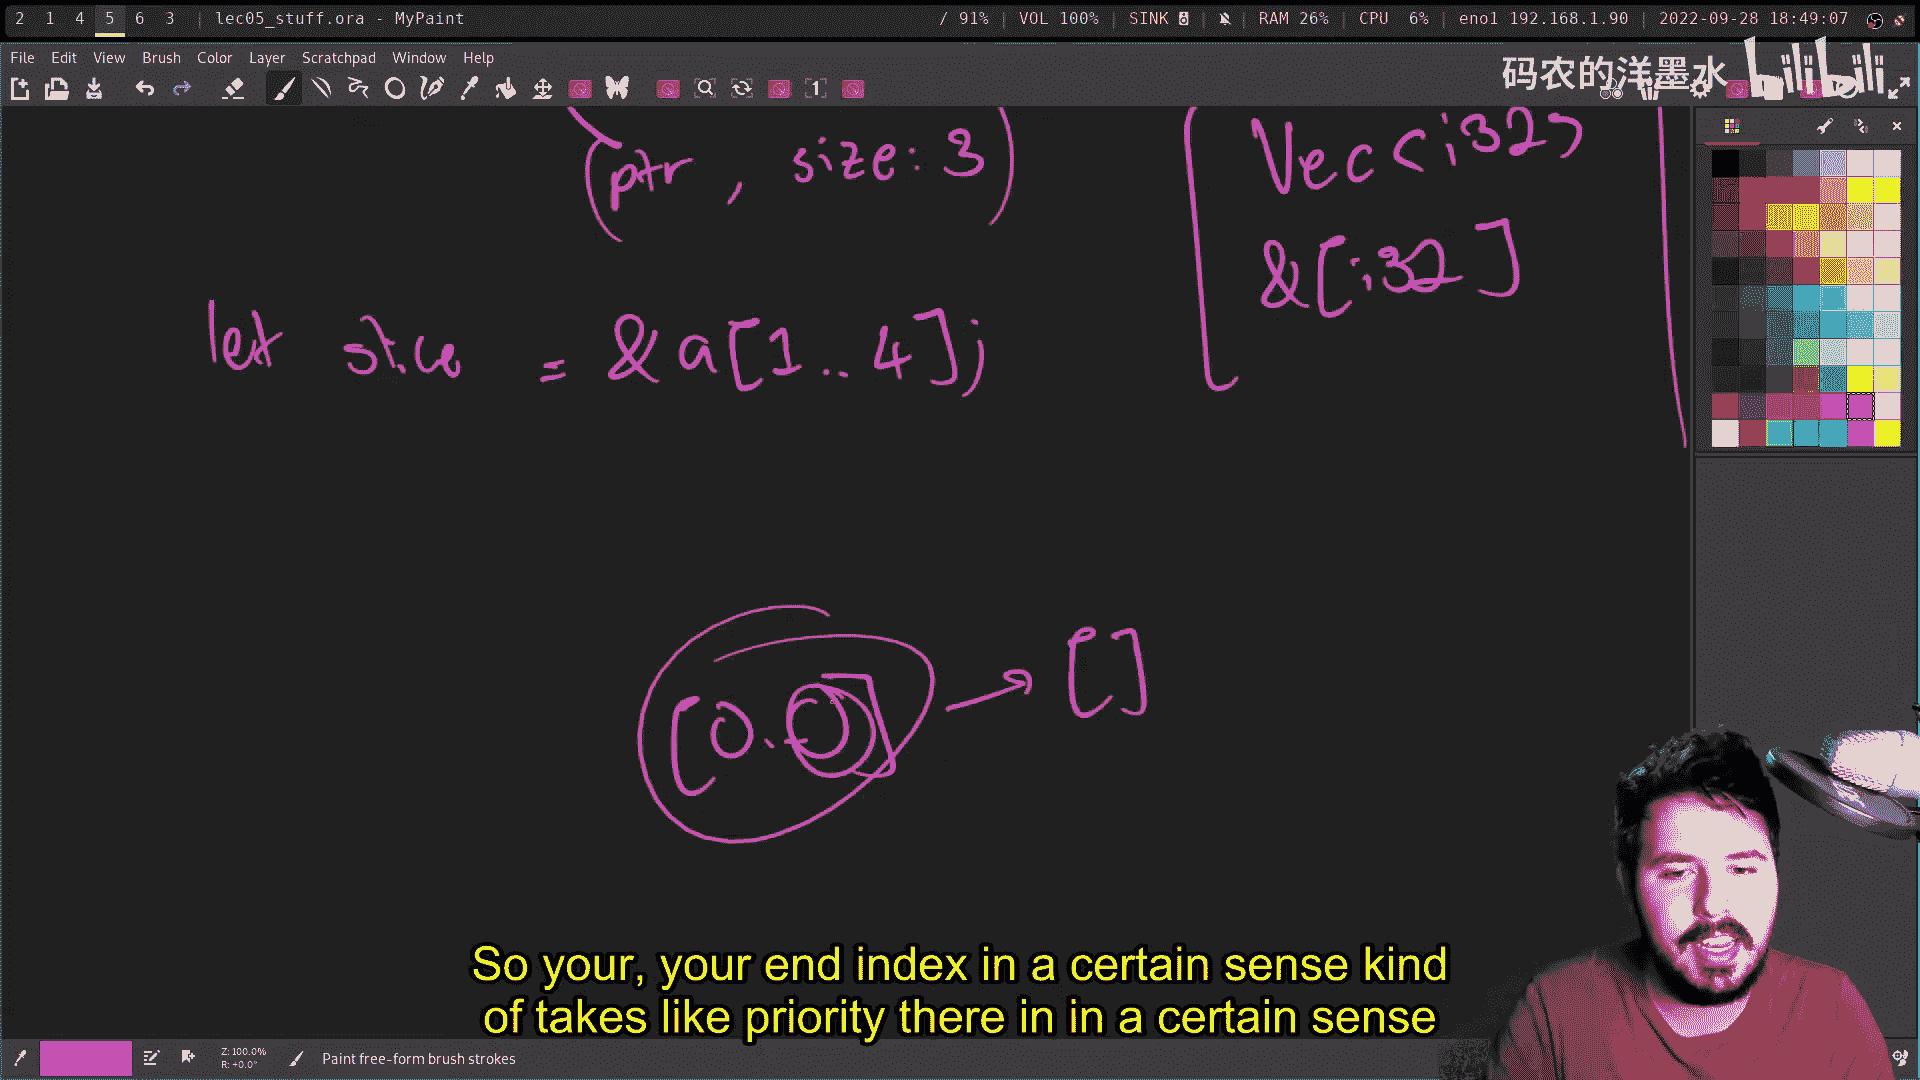 2 1 4 5 6 3 | lec05_stuff.ora - MyPaint
/ 91% | VOL 100% | SINK | | RAM 26% | CPU 6% | eno1 192.168.1.90 | 2022-09-28 18:49:07
File Edit View Brush Color Layer Scratchpad Window Help
码农的洋墨水 bilibili
(ptr , size: 3)
Vec<i32>
&[i32]
let slice = &a[1..4];
[0..0] → []
So your, your end index in a certain sense kind
of takes like priority there in in a certain sense
Z: 100.0%
R: +0.0°
Paint free-form brush strokes